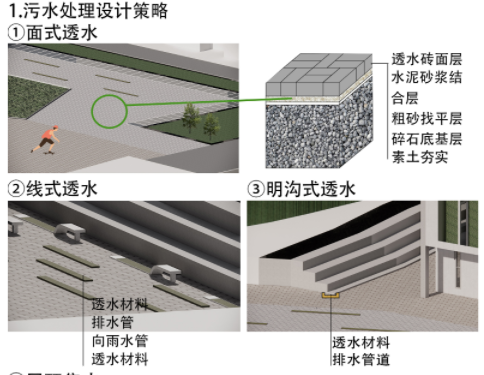 1.污水处理设计策略
①面式透水
透水砖面层
水泥砂浆结
合层
粗砂找平层
碎石底基层
素土夯实
②线式透水
③明沟式透水
透水材料
排水管
向雨水管
透水材料
透水材料
排水管道